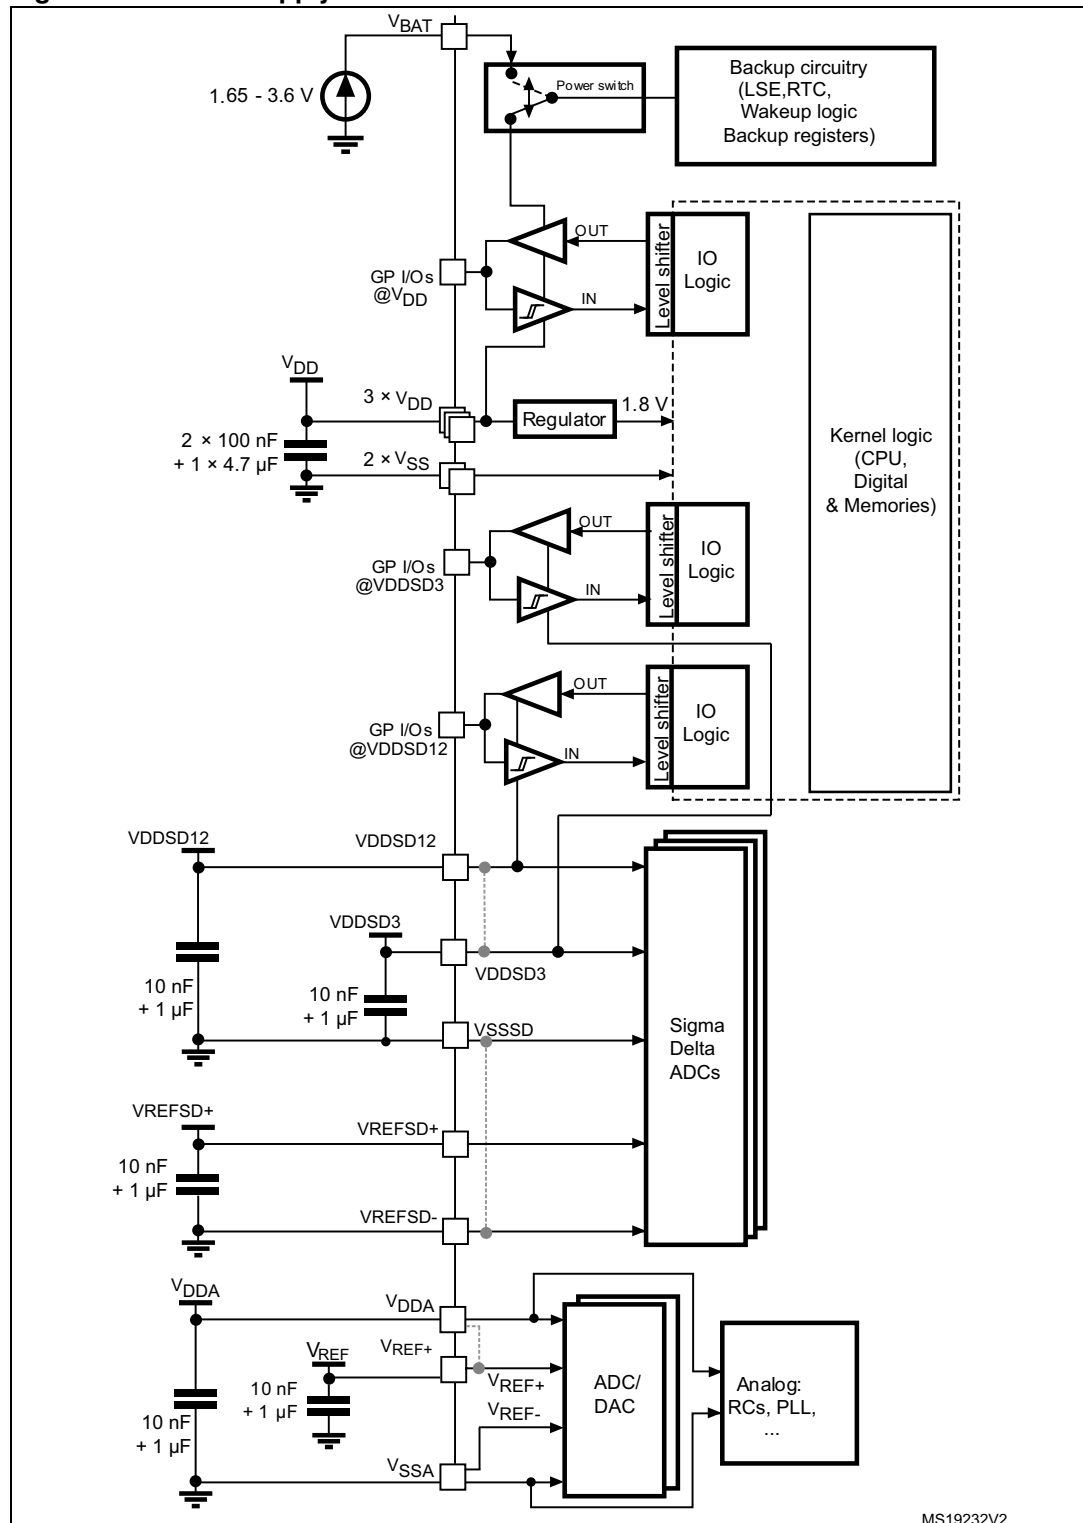 VBAT
1.65 - 3.6 V
Power switch
Backup circuitry
(LSE,RTC,
Wakeup logic
Backup registers)
OUT
Level shifter
IO
Logic
GP I/Os
@VDD
IN
VDD
3 × VDD
Regulator
1.8 V
2 × 100 nF
+ 1 × 4.7 µF
2 × VSS
Kernel logic
(CPU,
Digital
& Memories)
OUT
Level shifter
IO
Logic
GP I/Os
@VDDSD3
IN
OUT
Level shifter
IO
Logic
GP I/Os
@VDDSD12
IN
VDDSD12
VDDSD12
VDDSD3
VDDSD3
10 nF
+ 1 µF
10 nF
+ 1 µF
VSSSD
Sigma
Delta
ADCs
VREFSD+
VREFSD+
10 nF
+ 1 µF
VREFSD-
VDDA
VDDA
VREF
VREF+
VREF+
10 nF
+ 1 µF
VREF-
ADC/
DAC
Analog:
RCs, PLL,
...
10 nF
+ 1 µF
VSSA
MS19232V2